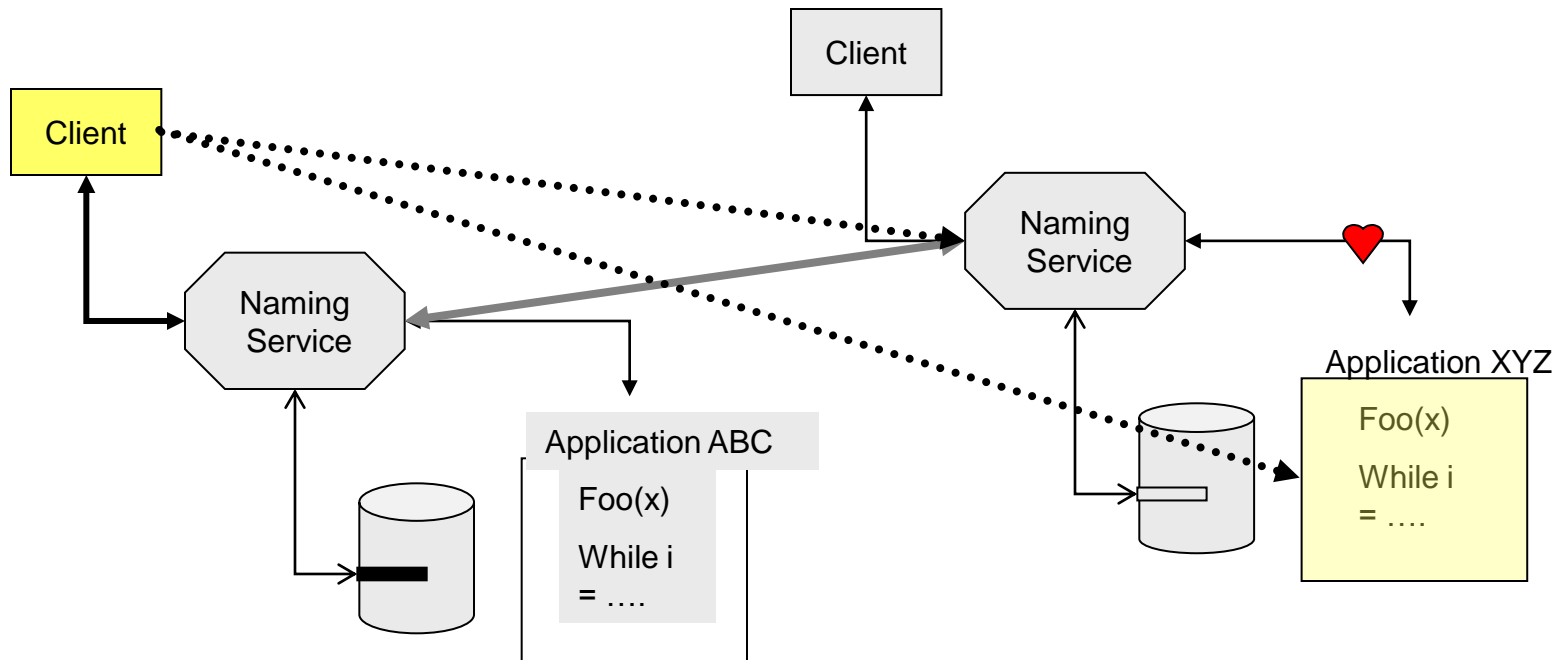 Client
Client
Naming
Service
Naming
Service
Application XYZ
Foo(x)
While i
= ….
Application ABC
Foo(x)
While i
= ….